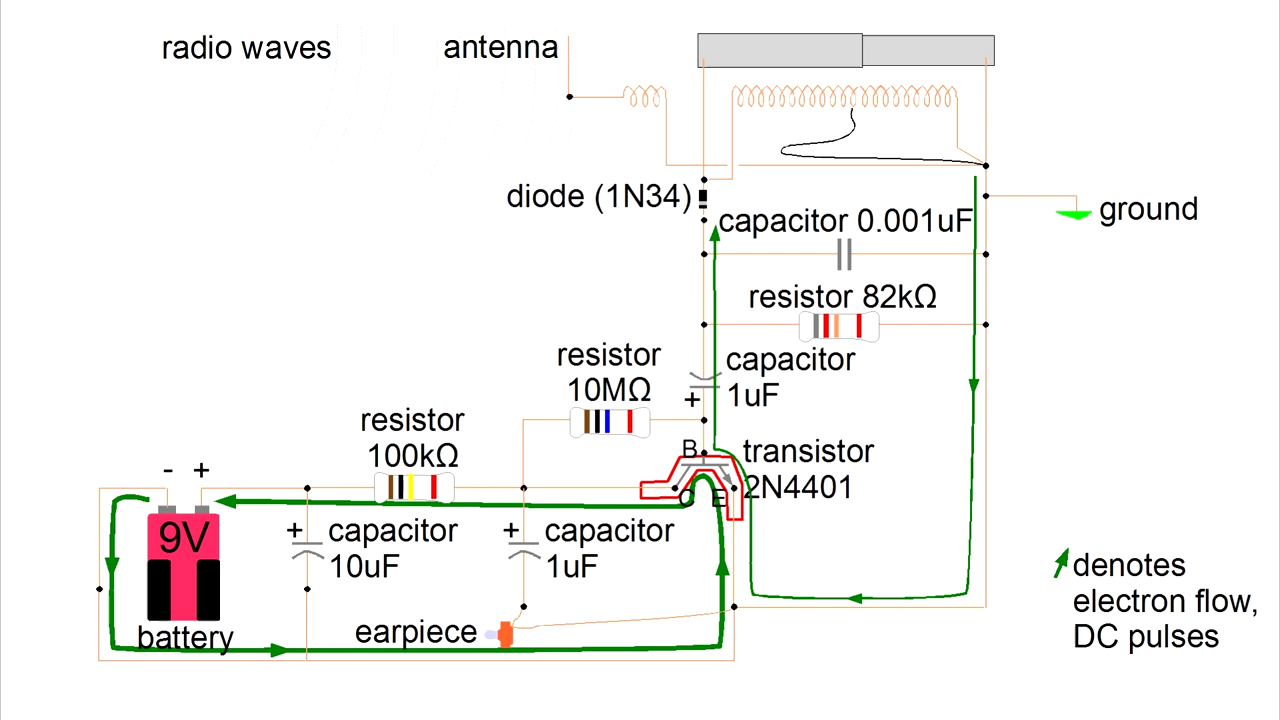 radio waves
antenna
diode (1N34)
capacitor 0.001uF
ground
resistor 82kΩ
resistor
10MΩ
capacitor
1uF
+
resistor
100kΩ
B
C
E
transistor
2N4401
- +
9V
battery
+
capacitor
10uF
+
capacitor
1uF
earpiece
denotes
electron flow,
DC pulses